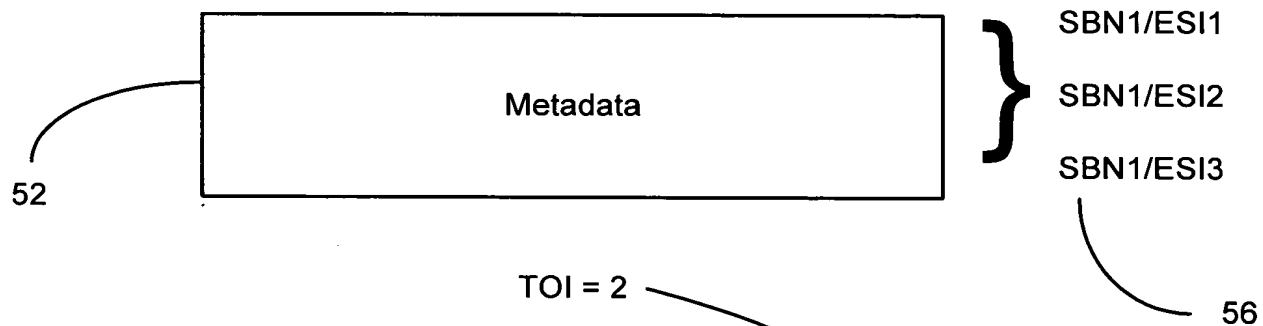 SBN1/ESI1
Metadata
SBN1/ESI2
SBN1/ESI3
52
TOI = 2
56